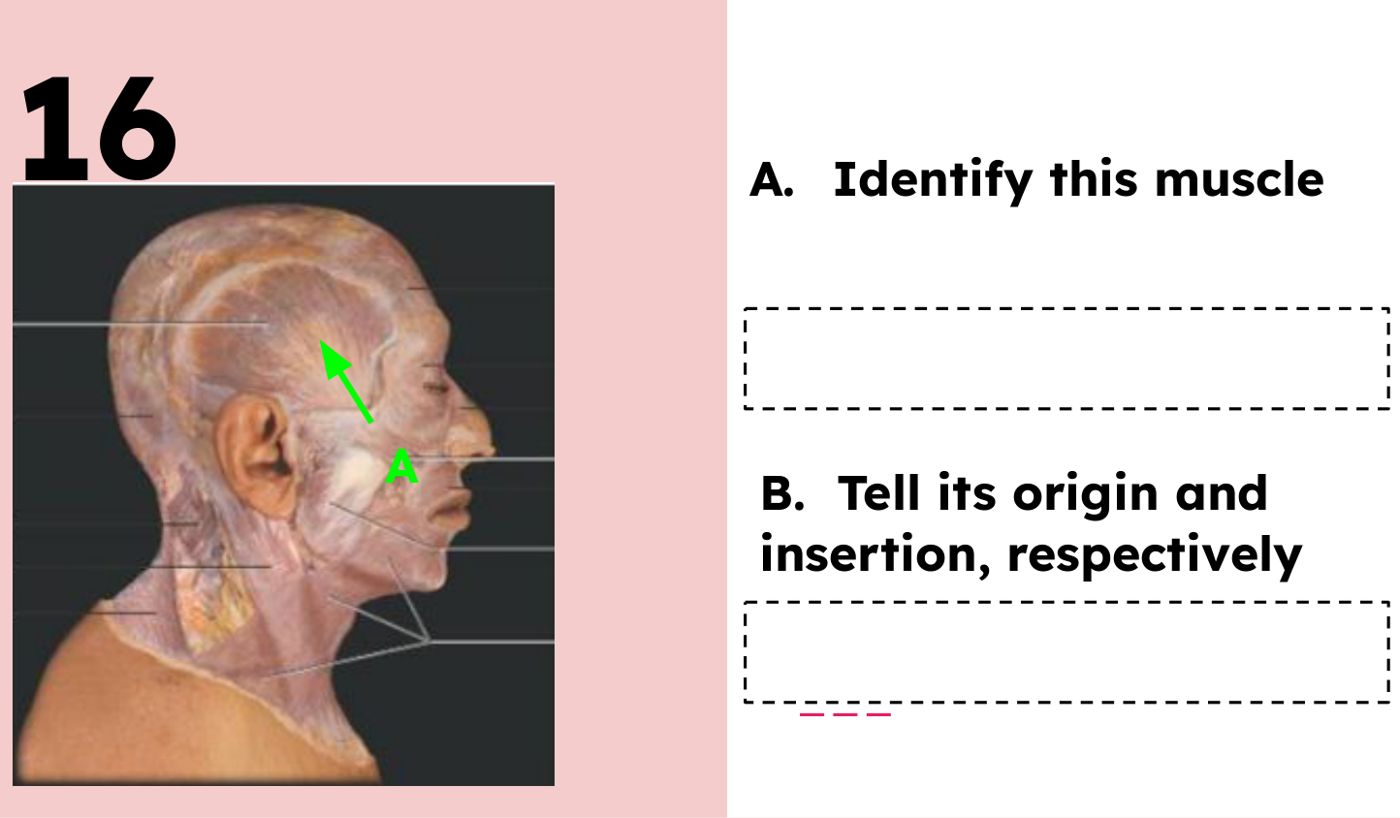 16
A
A. Identify this muscle
B. Tell its origin and
insertion, respectively